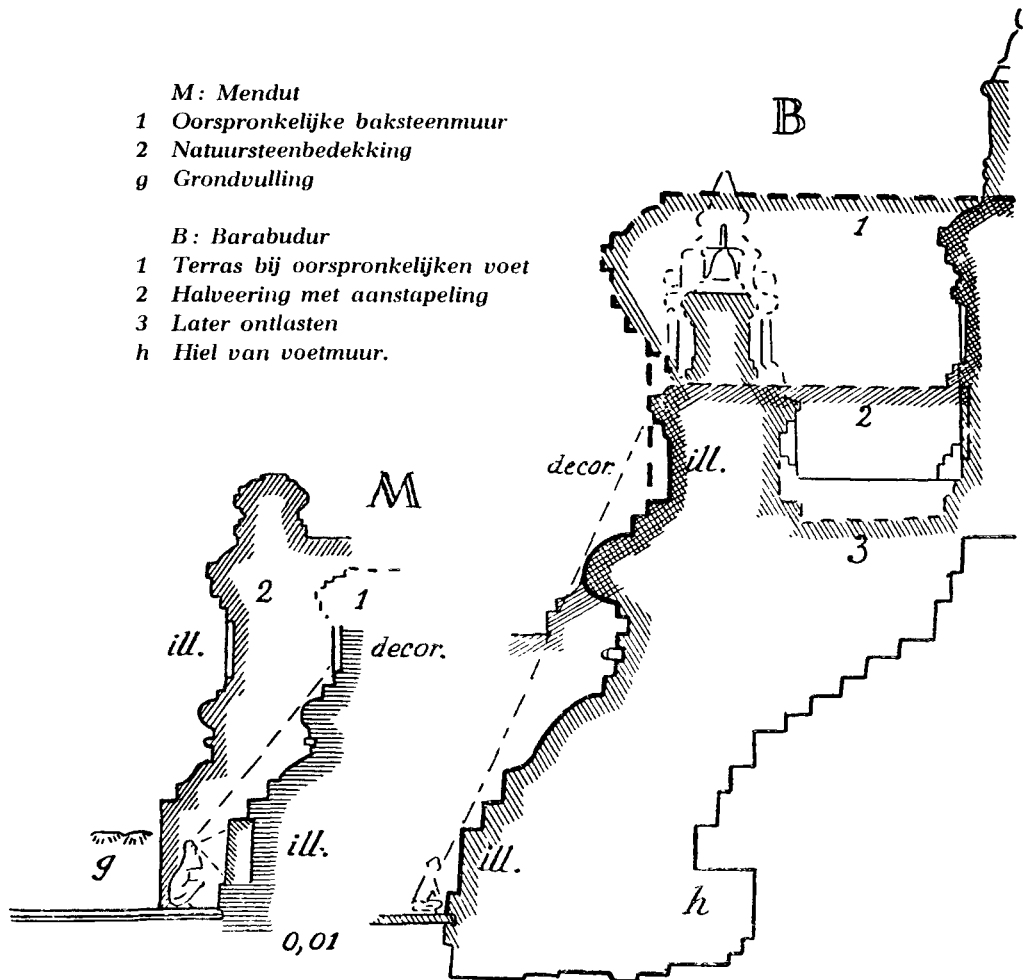 M: Mendut
1 Oorspronkelijke baksteenmuur
2 Natuursteenbedekking
g Grondvulling
B: Barabudur
1 Terras bij oorspronkelijken voet
2 Halveering met aanstapeling
3 Later ontlasten
h Hiel van voetmuur.
B
1
2
decor.
ill.
3
M
2
1
ill.
decor.
g
ill.
ill.
h
0,01